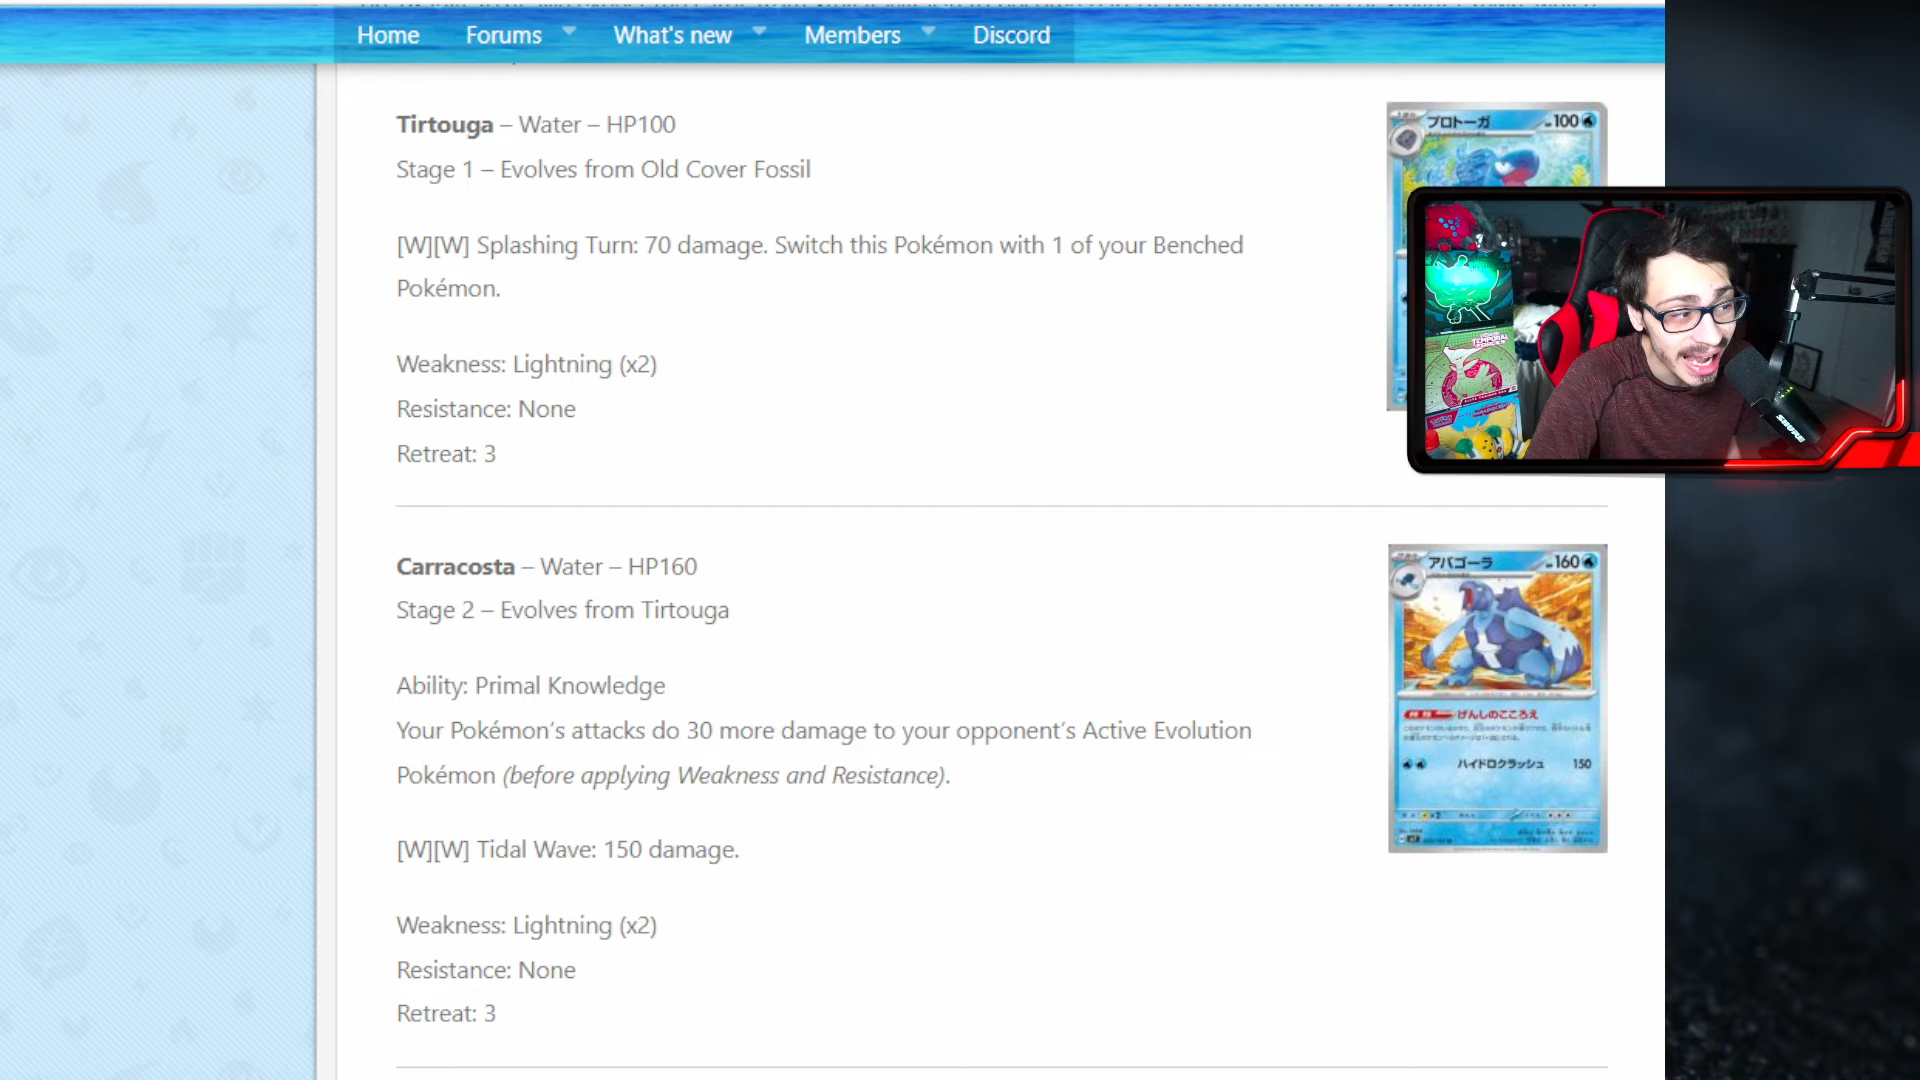 Home Forums What's new Members Discord
Tirtouga – Water – HP100
Stage 1 – Evolves from Old Cover Fossil
[W][W] Splashing Turn: 70 damage. Switch this Pokémon with 1 of your Benched
Pokémon.
Weakness: Lightning (x2)
Resistance: None
Retreat: 3
プロトーガ 100
TEMPORAL FORCES
SHURE
Carracosta – Water – HP160
Stage 2 – Evolves from Tirtouga
Ability: Primal Knowledge
Your Pokémon's attacks do 30 more damage to your opponent's Active Evolution
Pokémon (before applying Weakness and Resistance).
[W][W] Tidal Wave: 150 damage.
Weakness: Lightning (x2)
Resistance: None
Retreat: 3
アバゴーラ 160
げんしのこころえ
ハイドロクラッシュ 150